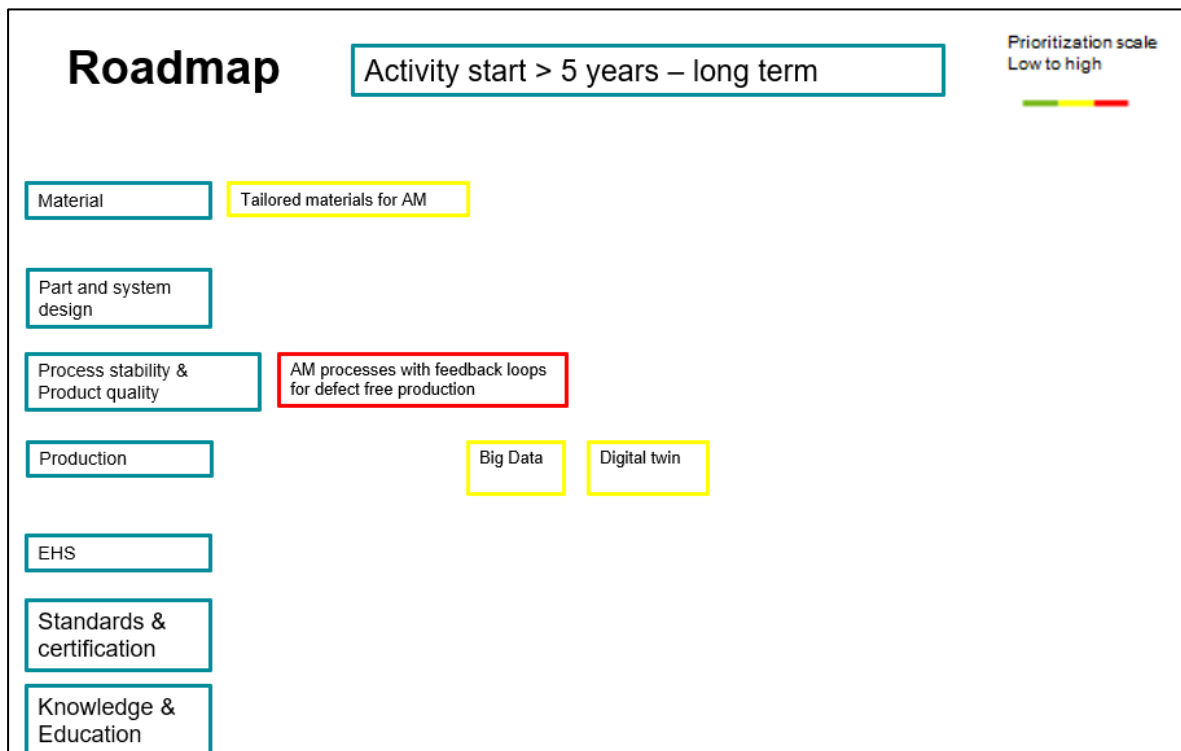 Roadmap
Activity start > 5 years – long term
Prioritization scale
Low to high
Material
Tailored materials for AM
Part and system
design
Process stability &
Product quality
AM processes with feedback loops
for defect free production
Production
Big Data
Digital twin
EHS
Standards &
certification
Knowledge &
Education